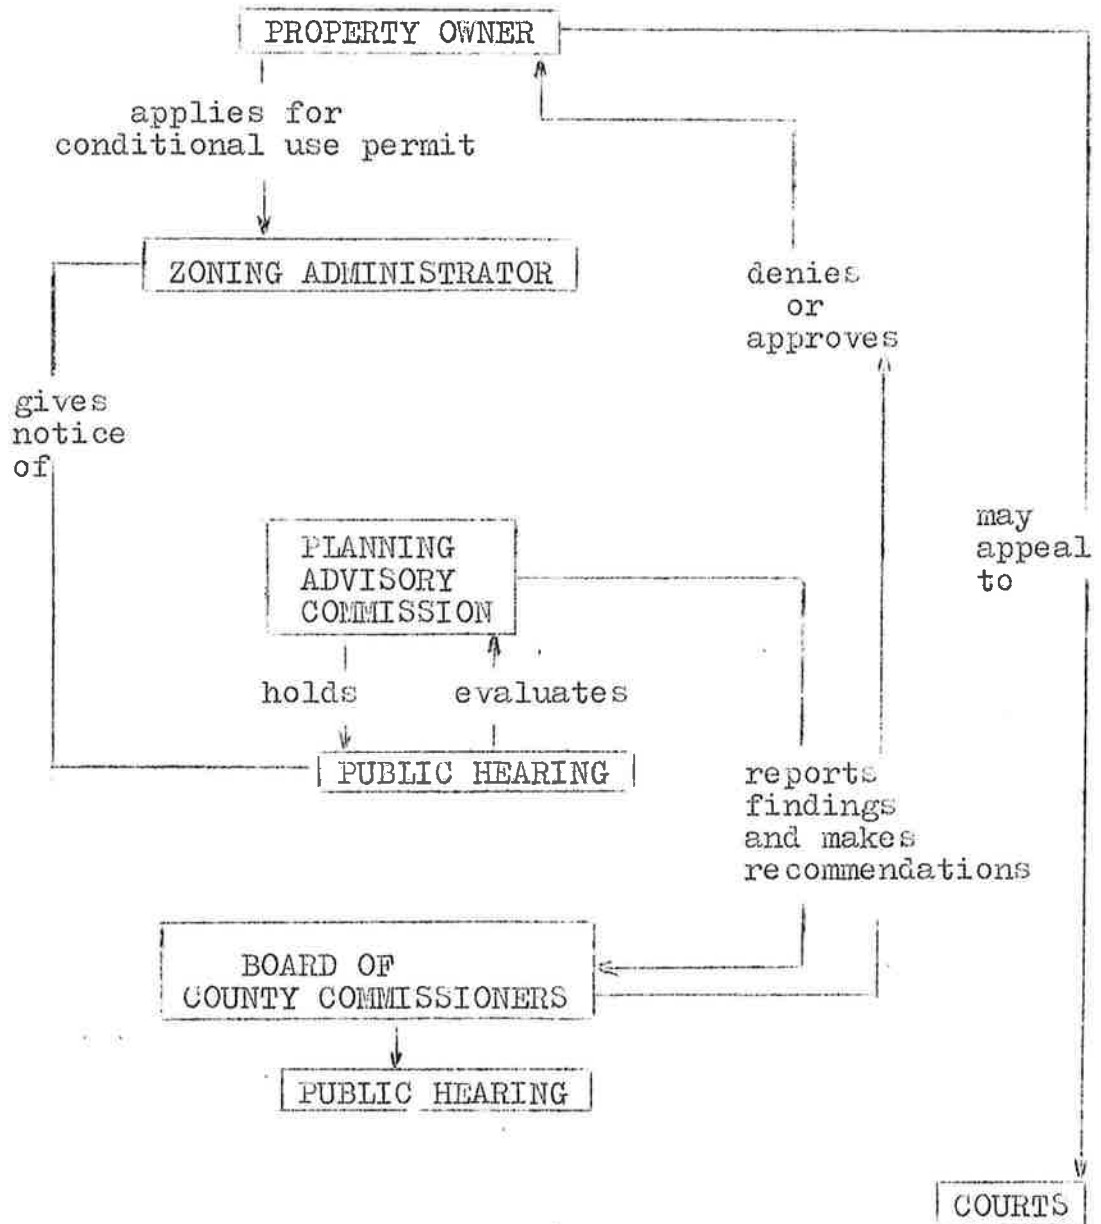 PROPERTY OWNER
applies for
conditional use permit
ZONING ADMINISTRATOR
denies
or
approves
gives
notice
of
PLANNING
ADVISORY
COMMISSION
may
appeal
to
holds
evaluates
PUBLIC HEARING
reports
findings
and makes
recommendations
BOARD OF
COUNTY COMMISSIONERS
PUBLIC HEARING
COURTS